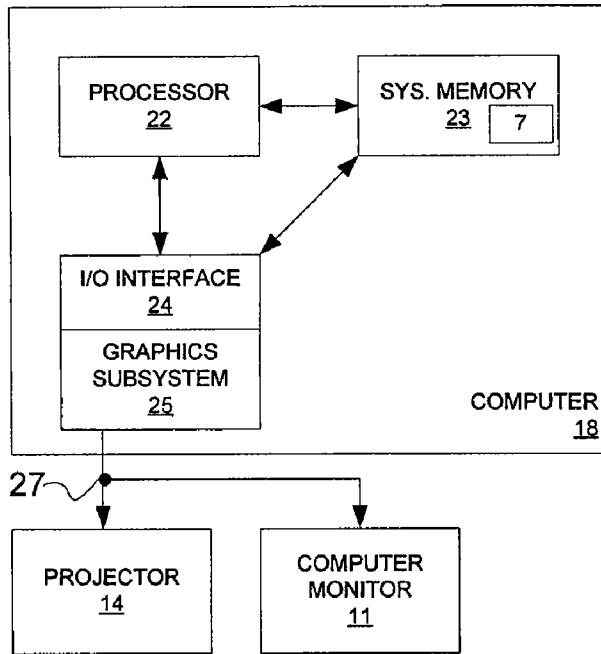 PROCESSOR
22
SYS. MEMORY
23
7
I/O INTERFACE
24
GRAPHICS
SUBSYSTEM
25
COMPUTER
18
27
PROJECTOR
14
COMPUTER
MONITOR
11